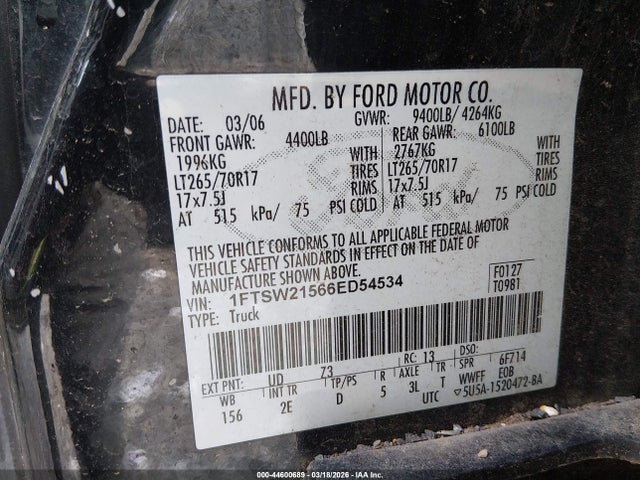 MFD. BY FORD MOTOR CO.
DATE: 03/06 GVWR: 9400LB/ 4264KG
FRONT GAWR: 4400LB REAR GAWR: 6100LB
1996KG WITH 2767KG WITH
LT265/70R17 TIRES LT265/70R17 TIRES
17x7.5J RIMS 17x7.5J RIMS
AT 515 kPa/ 75 PSI COLD AT 515 kPa/ 75 PSI COLD
THIS VEHICLE CONFORMS TO ALL APPLICABLE FEDERAL MOTOR
VEHICLE SAFETY STANDARDS IN EFFECT ON THE DATE OF
MANUFACTURE SHOWN ABOVE.
VIN: 1FTSW21566ED54534 F0127
TYPE: Truck T0981
EXT PNT: UD Z3 RC: 13 DSO:
WB INT TR TP/PS R AXLE TR SPR 6F714
156 2E D 5 3L T WWFF EOB
UTC ▽5U5A-1520472-BA
000-44600689 | 03/18/2026 - IAA Inc.